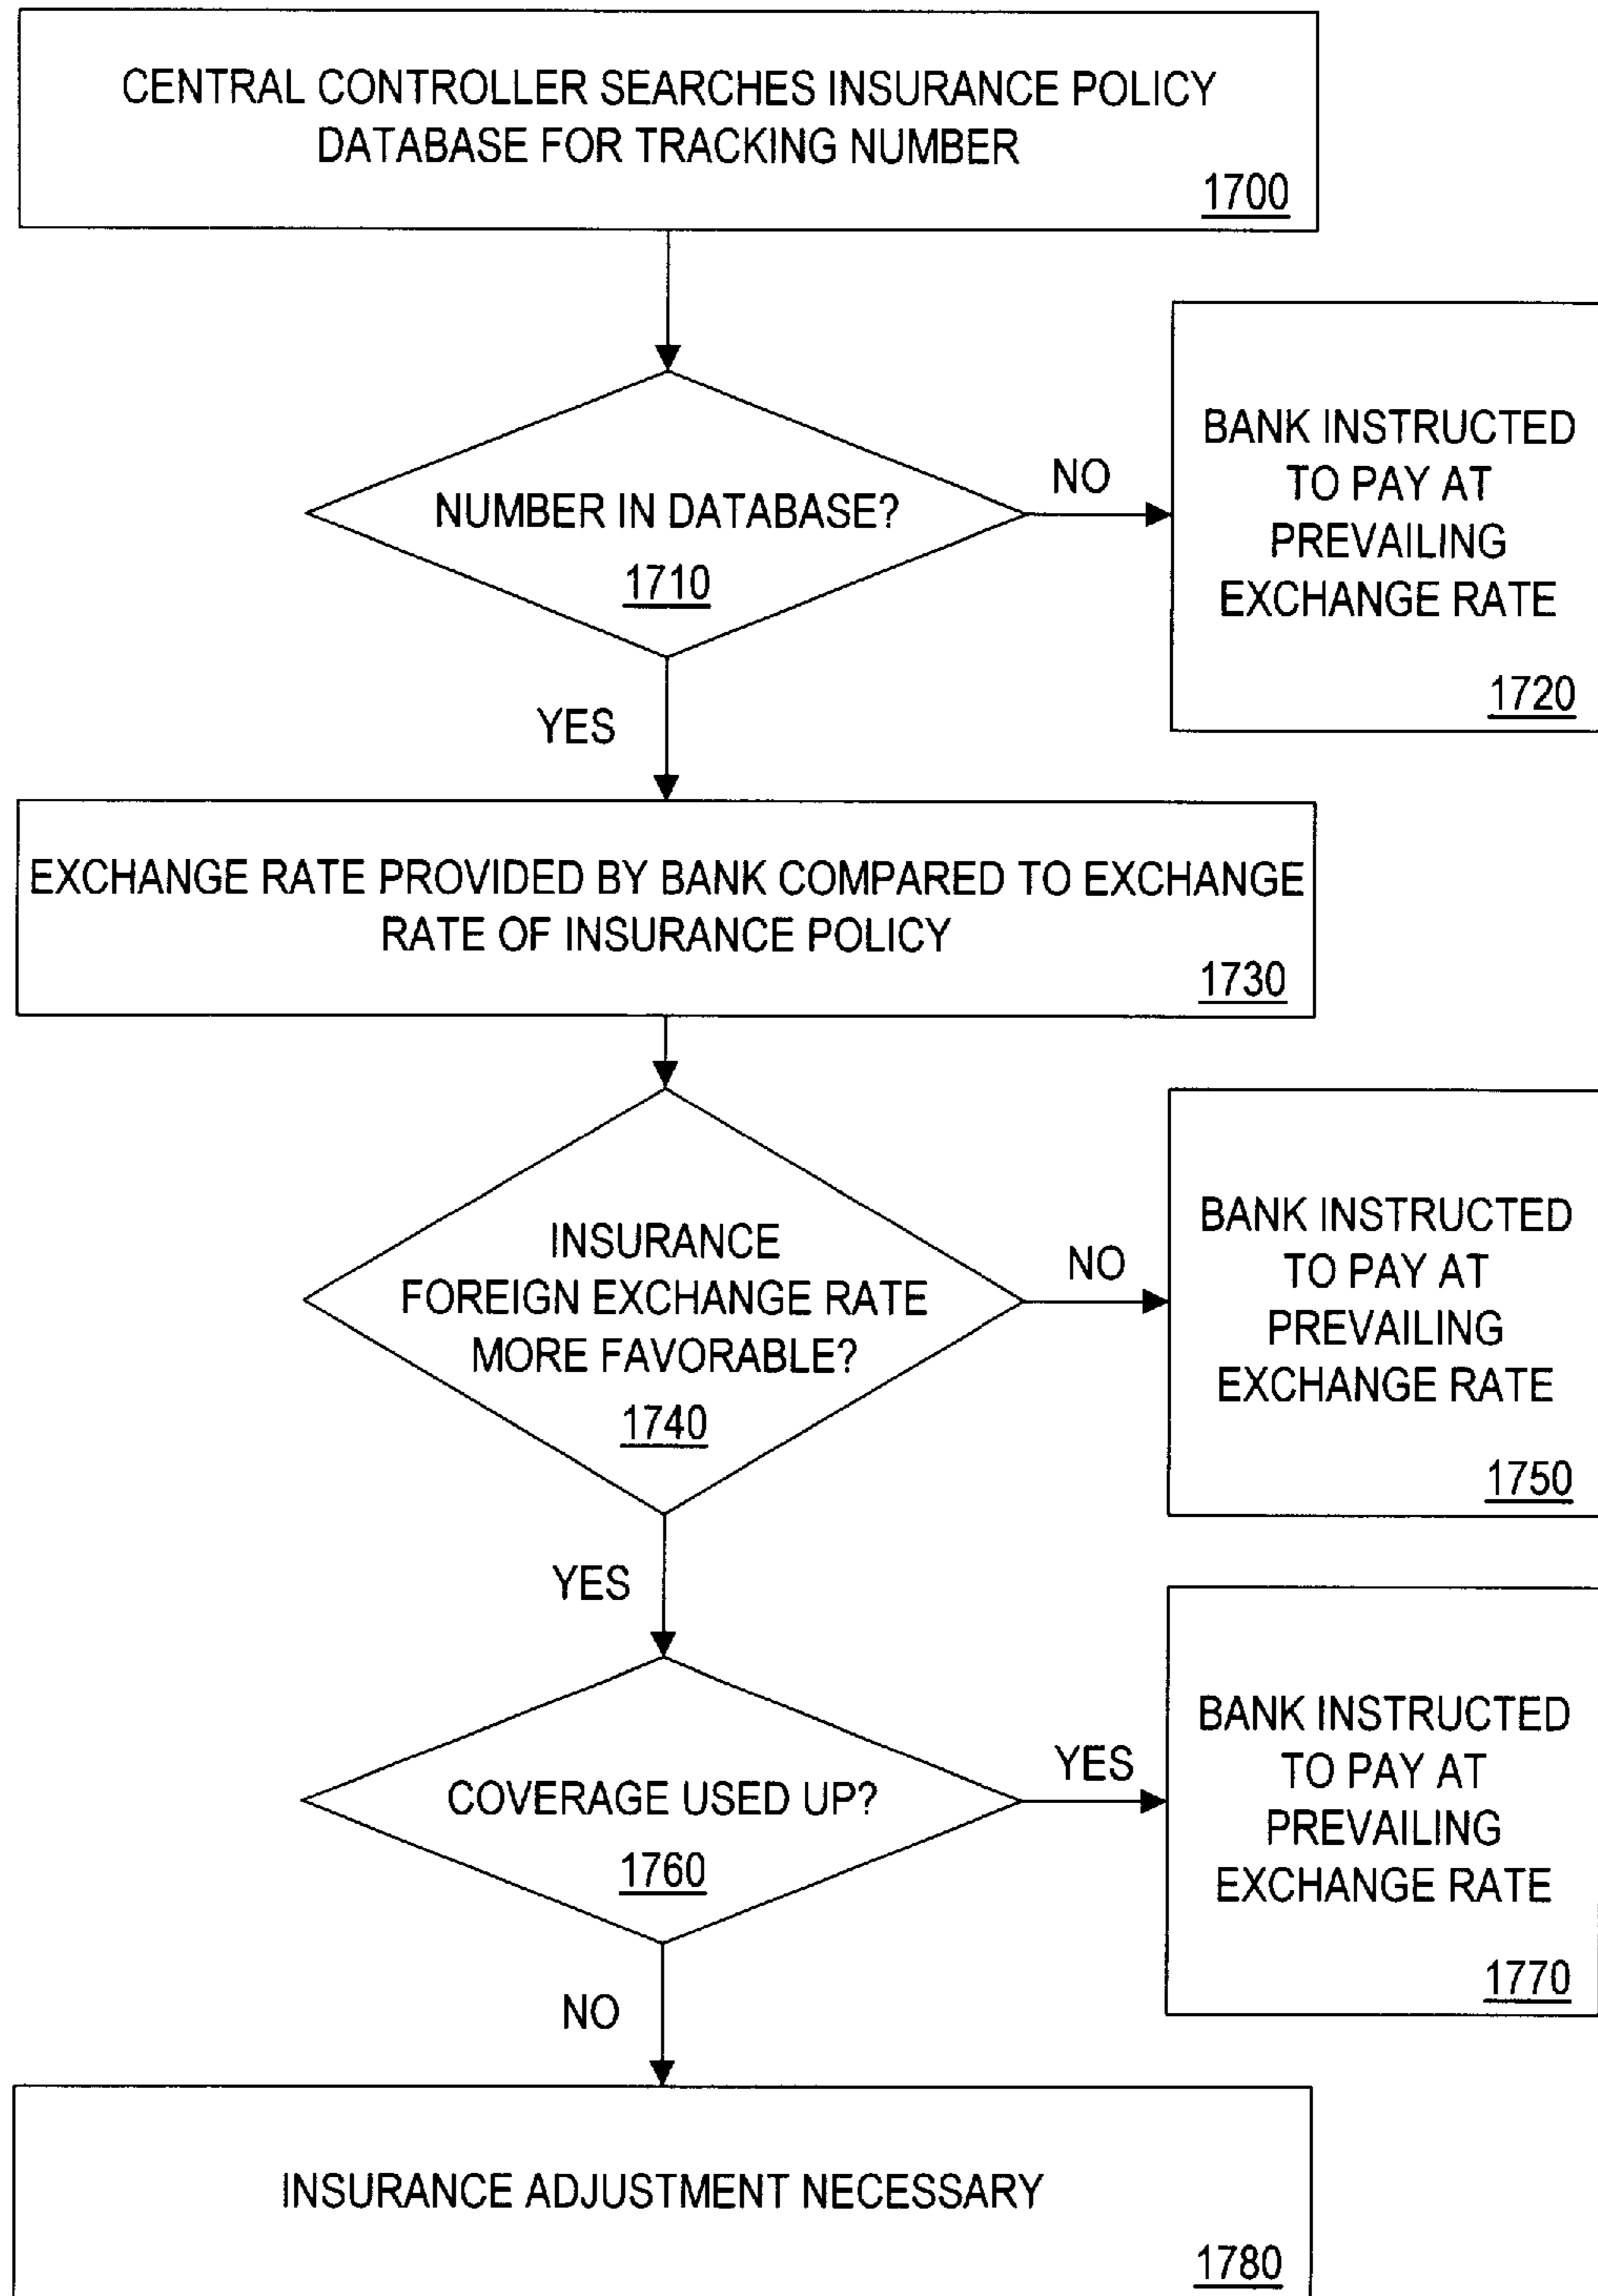 CENTRAL CONTROLLER SEARCHES INSURANCE POLICY
DATABASE FOR TRACKING NUMBER
1700
NUMBER IN DATABASE?
1710
NO
BANK INSTRUCTED
TO PAY AT
PREVAILING
EXCHANGE RATE
1720
YES
EXCHANGE RATE PROVIDED BY BANK COMPARED TO EXCHANGE
RATE OF INSURANCE POLICY
1730
INSURANCE
FOREIGN EXCHANGE RATE
MORE FAVORABLE?
1740
NO
BANK INSTRUCTED
TO PAY AT
PREVAILING
EXCHANGE RATE
1750
YES
COVERAGE USED UP?
1760
YES
BANK INSTRUCTED
TO PAY AT
PREVAILING
EXCHANGE RATE
1770
NO
INSURANCE ADJUSTMENT NECESSARY
1780